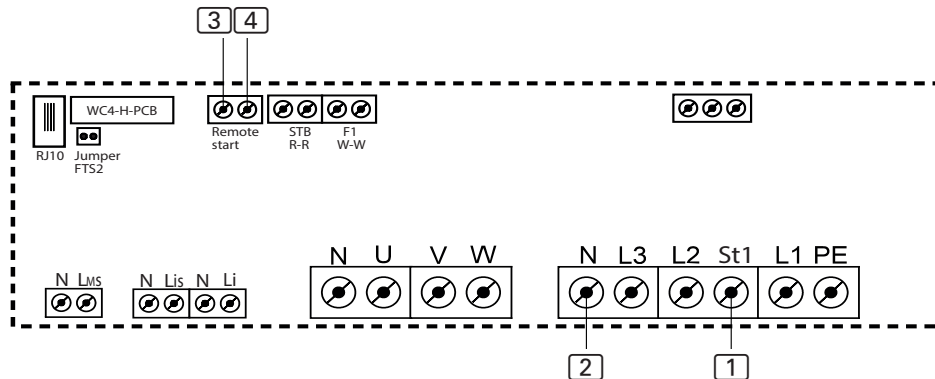 3 4
WC4-H-PCB
RJ10
Jumper
FTS2
Remote
start
STB
R-R
F1
W-W
N LMS
N Lis N Li
N U V W
N L3 L2 St1 L1 PE
2 1